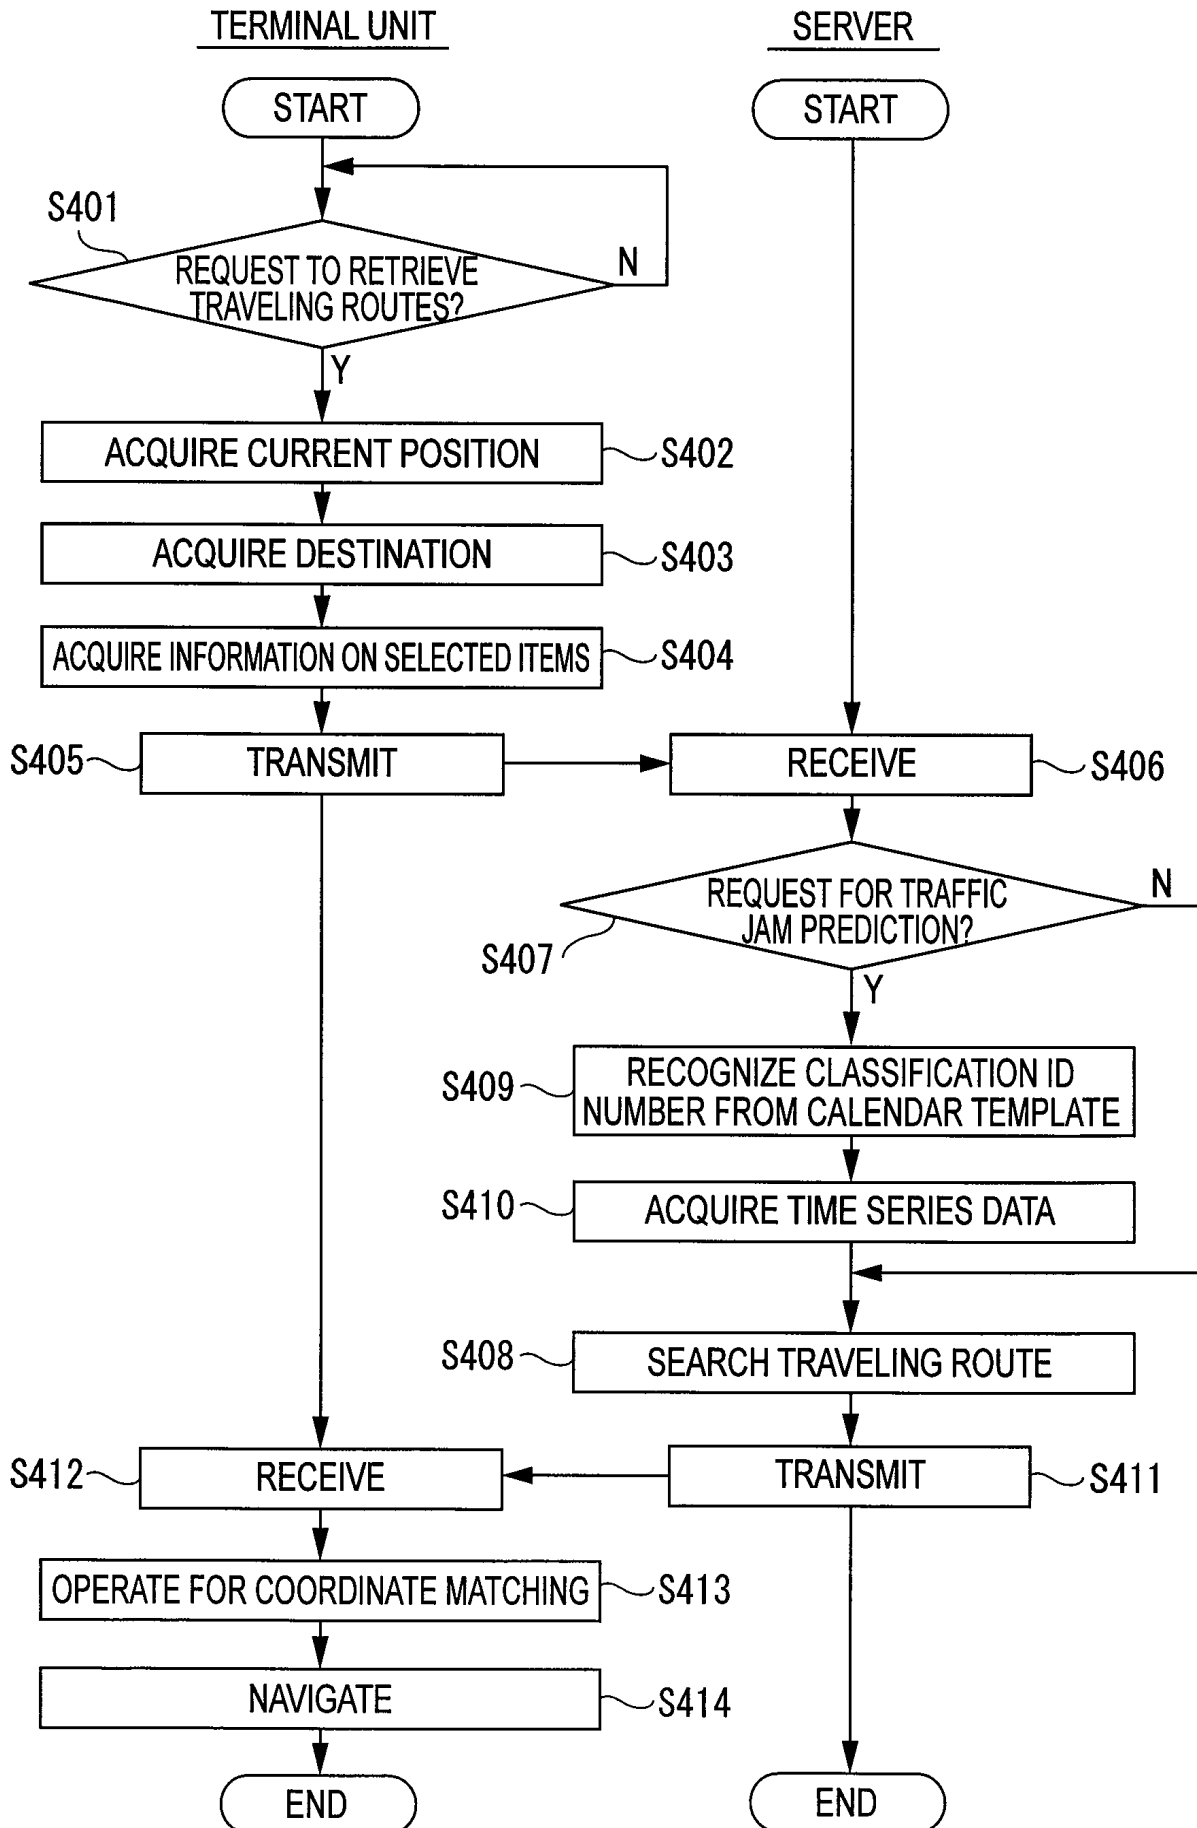 TERMINAL UNIT
SERVER
START
START
S401
REQUEST TO RETRIEVE
TRAVELING ROUTES?
N
Y
ACQUIRE CURRENT POSITION
S402
ACQUIRE DESTINATION
S403
ACQUIRE INFORMATION ON SELECTED ITEMS
S404
S405
TRANSMIT
RECEIVE
S406
REQUEST FOR TRAFFIC
JAM PREDICTION?
N
S407
Y
S409
RECOGNIZE CLASSIFICATION ID
NUMBER FROM CALENDAR TEMPLATE
S410
ACQUIRE TIME SERIES DATA
S408
SEARCH TRAVELING ROUTE
S412
RECEIVE
TRANSMIT
S411
OPERATE FOR COORDINATE MATCHING
S413
NAVIGATE
S414
END
END